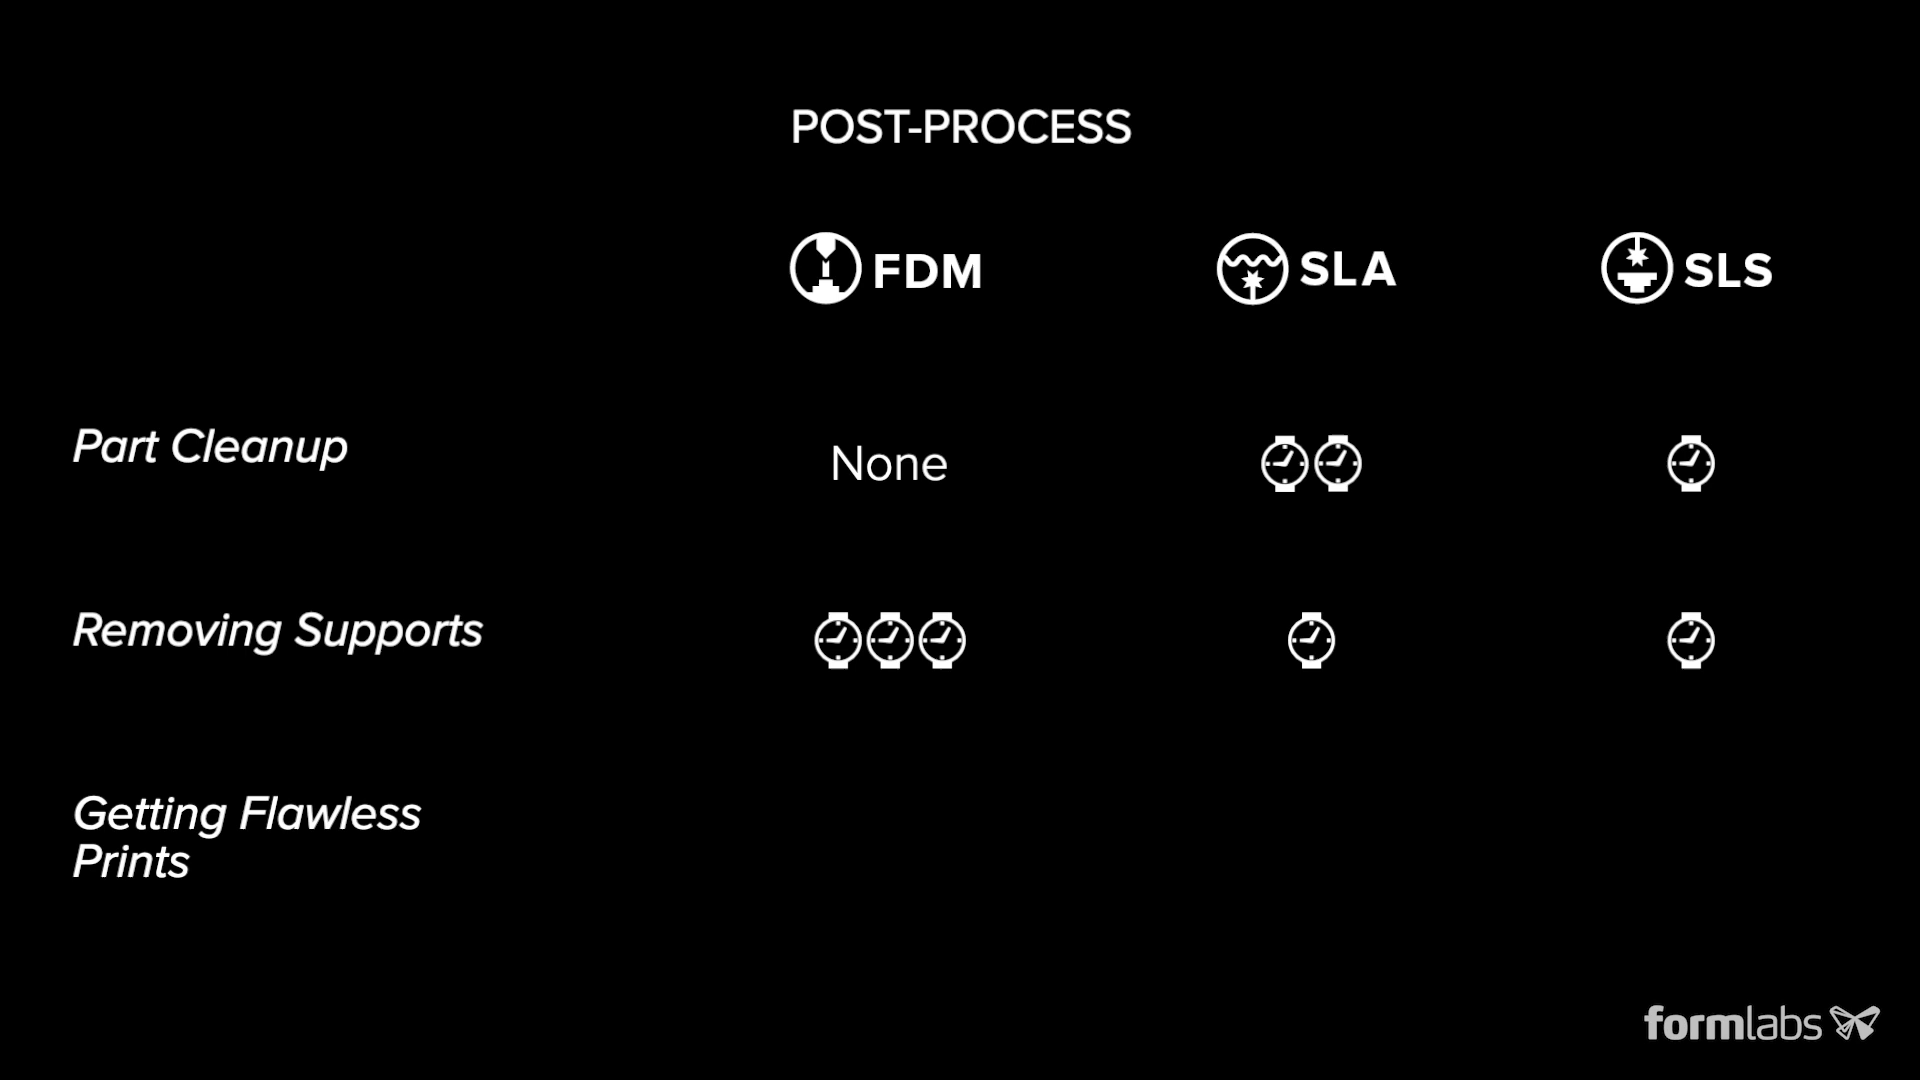 POST-PROCESS
FDM
SLA
SLS
Part Cleanup
None
Removing Supports
Getting Flawless
Prints
formlabs